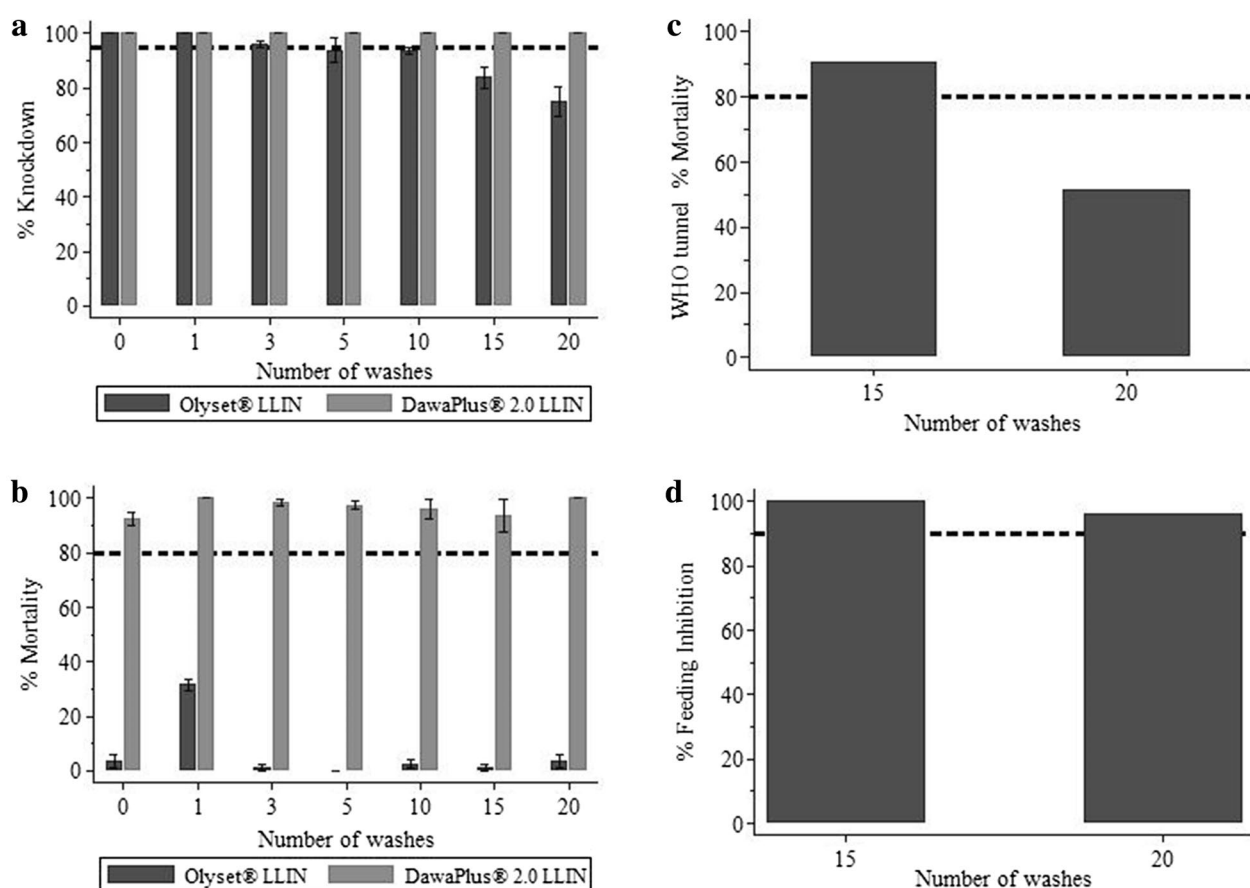 a
% Knockdown
100
80
60
40
20
0
0 1 3 5 10 15 20
Number of washes
Olyset® LLIN DawaPlus® 2.0 LLIN
b
% Mortality
100
80
60
40
20
0
0 1 3 5 10 15 20
Number of washes
Olyset® LLIN DawaPlus® 2.0 LLIN
c
WHO tunnel % Mortality
100
80
60
40
20
0
15 20
Number of washes
d
% Feeding Inhibition
100
80
60
40
20
0
15 20
Number of washes